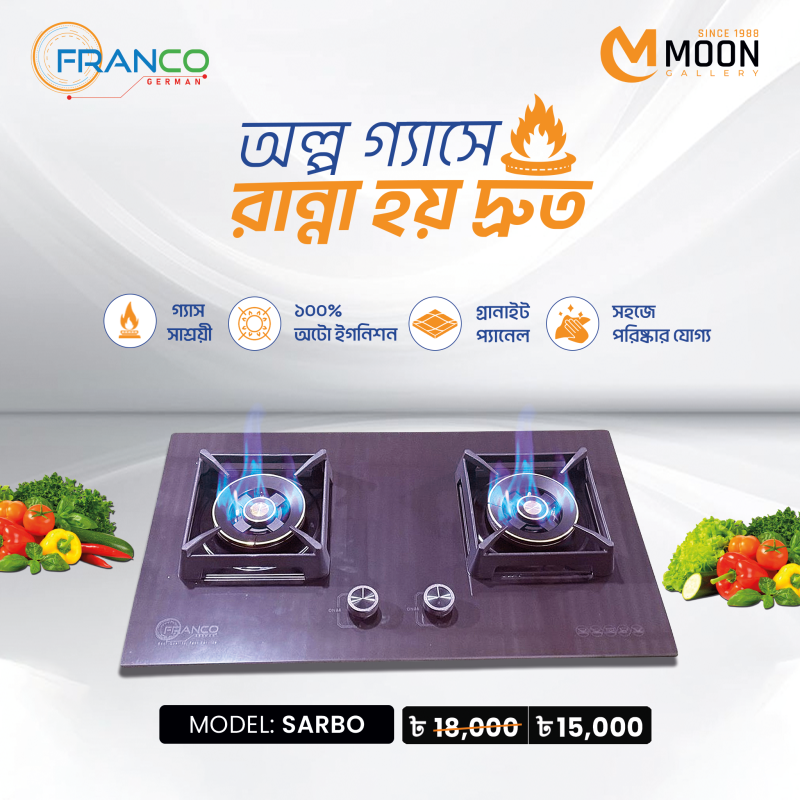 FRANCO
GERMAN
SINCE 1988
MOON
GALLERY
অল্প গ্যাসে
রান্না হয় দ্রুত
গ্যাস
সাশ্রয়ী
১০০%
অটো ইগনিশন
গ্রানাইট
প্যানেল
সহজে
পরিষ্কার যোগ্য
FRANCO
MODEL: SARBO
৳ 18,000 ৳ 15,000